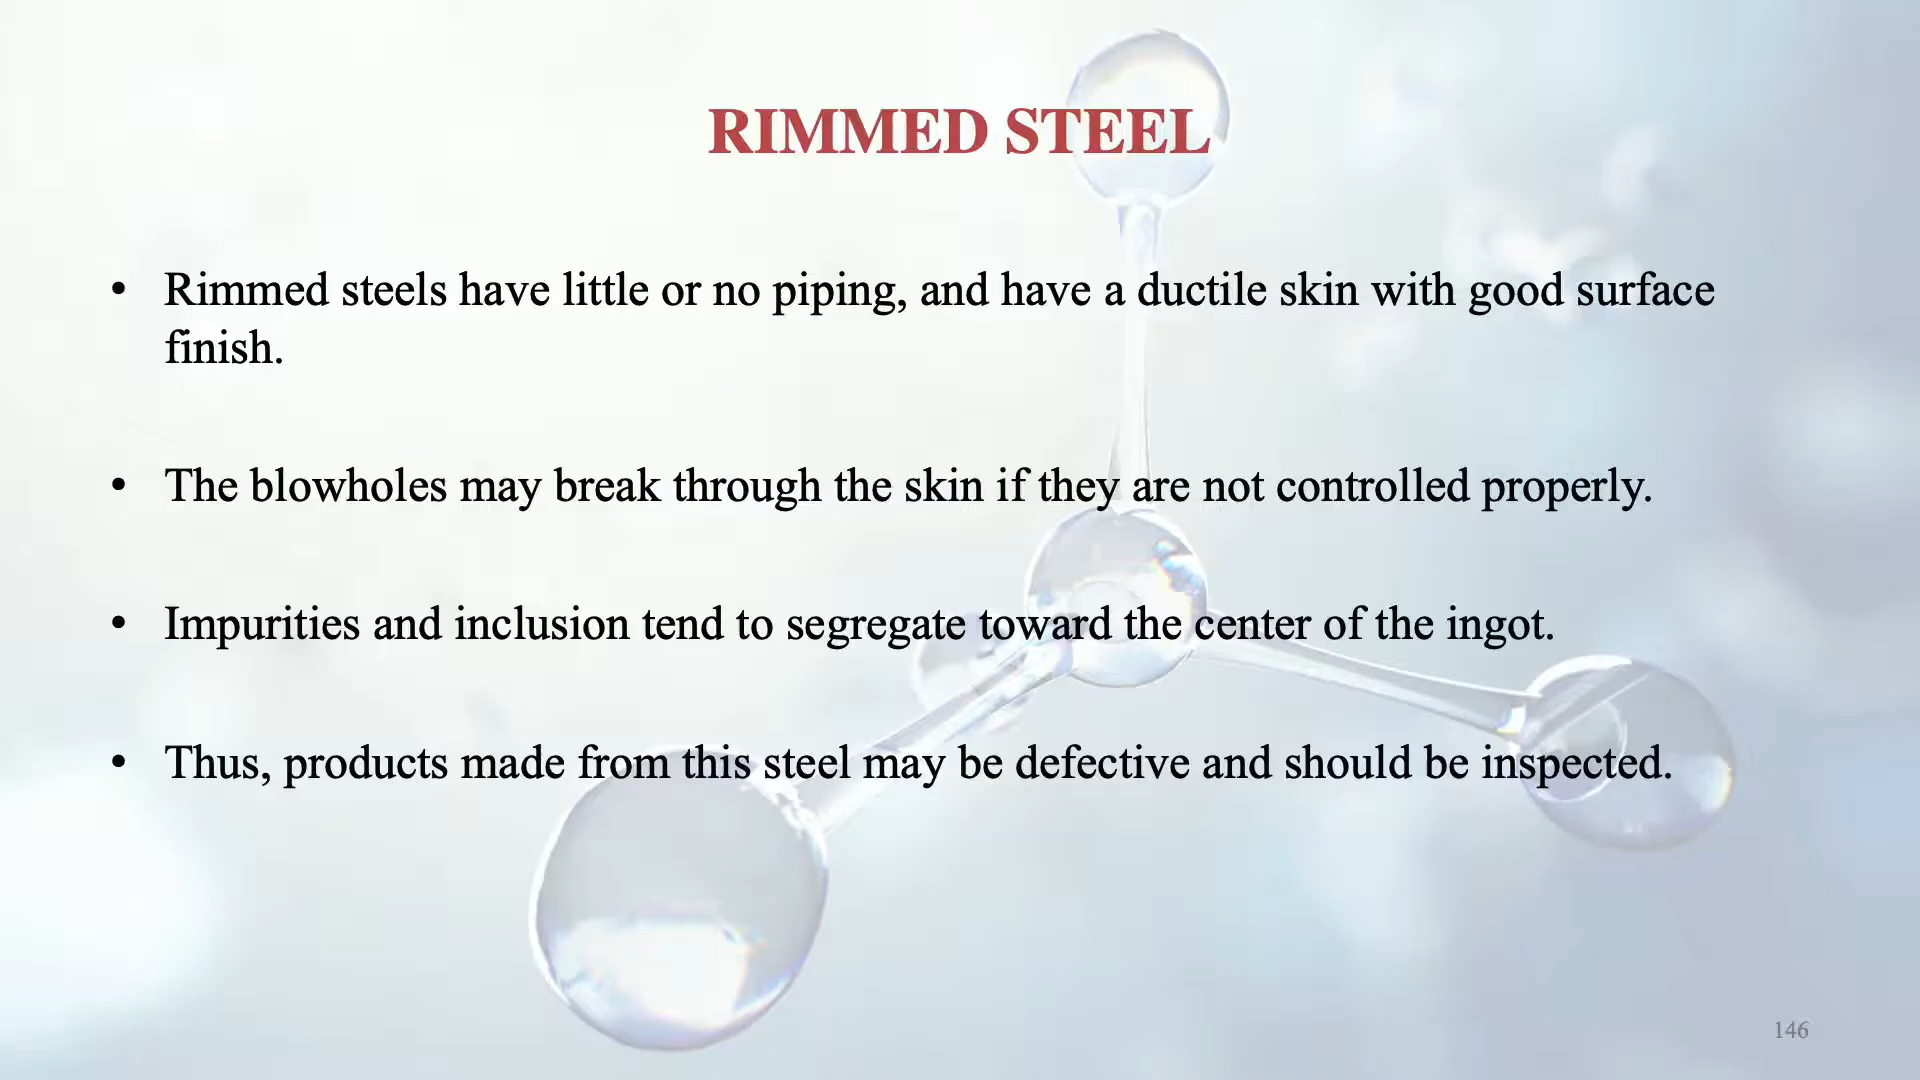 RIMMED STEEL
• Rimmed steels have little or no piping, and have a ductile skin with good surface
finish.
• The blowholes may break through the skin if they are not controlled properly.
• Impurities and inclusion tend to segregate toward the center of the ingot.
• Thus, products made from this steel may be defective and should be inspected.
146